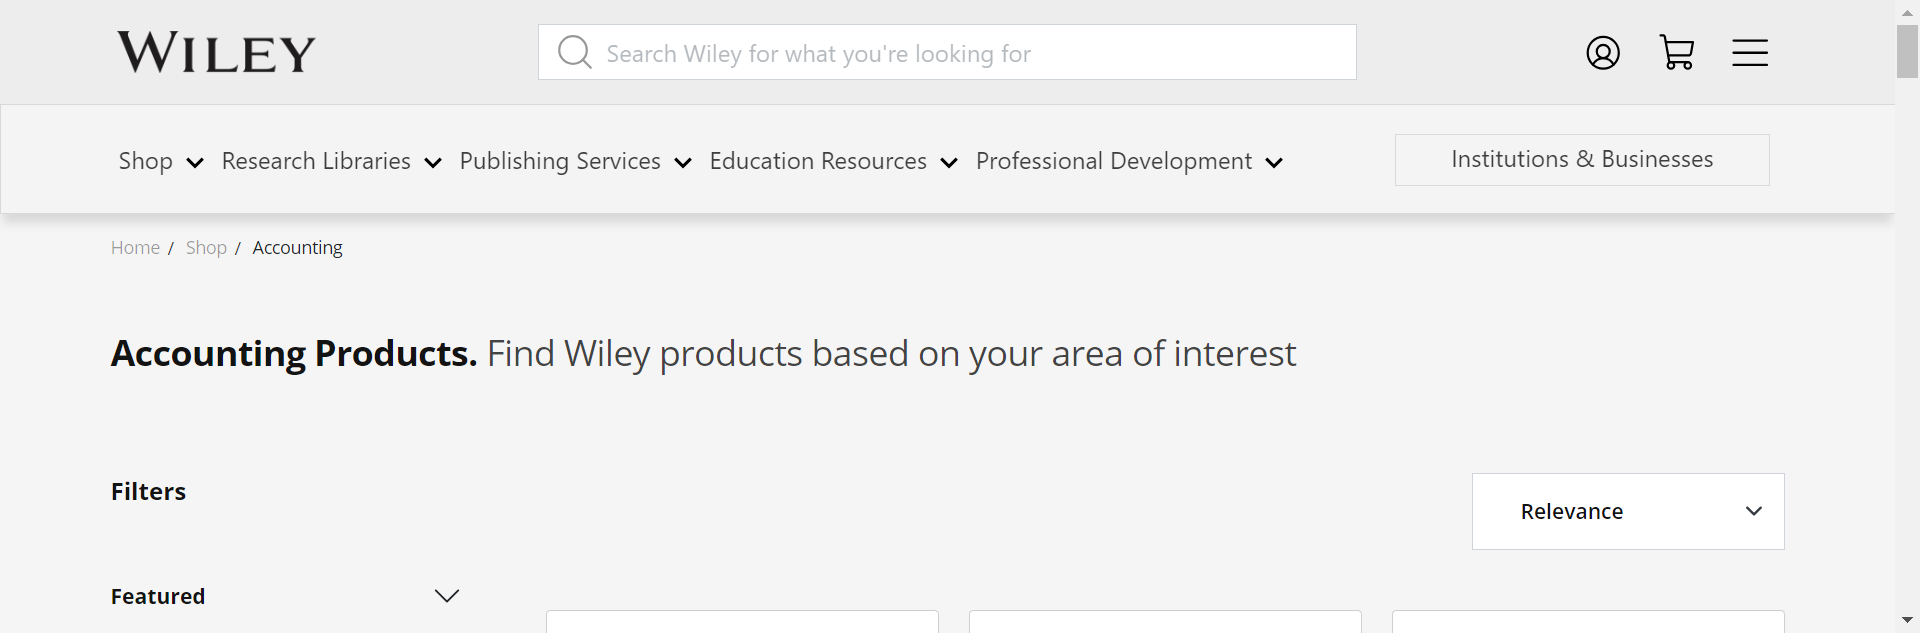 WILEY
Search Wiley for what you're looking for
Shop Research Libraries Publishing Services Education Resources Professional Development Institutions & Businesses
Home / Shop / Accounting
Accounting Products. Find Wiley products based on your area of interest
Filters
Relevance
Featured